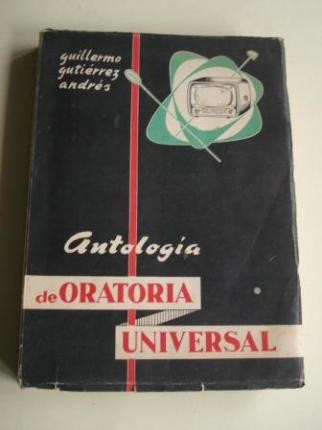 guillermo
gutiérrez
andrés
Antología
de ORATORIA
UNIVERSAL